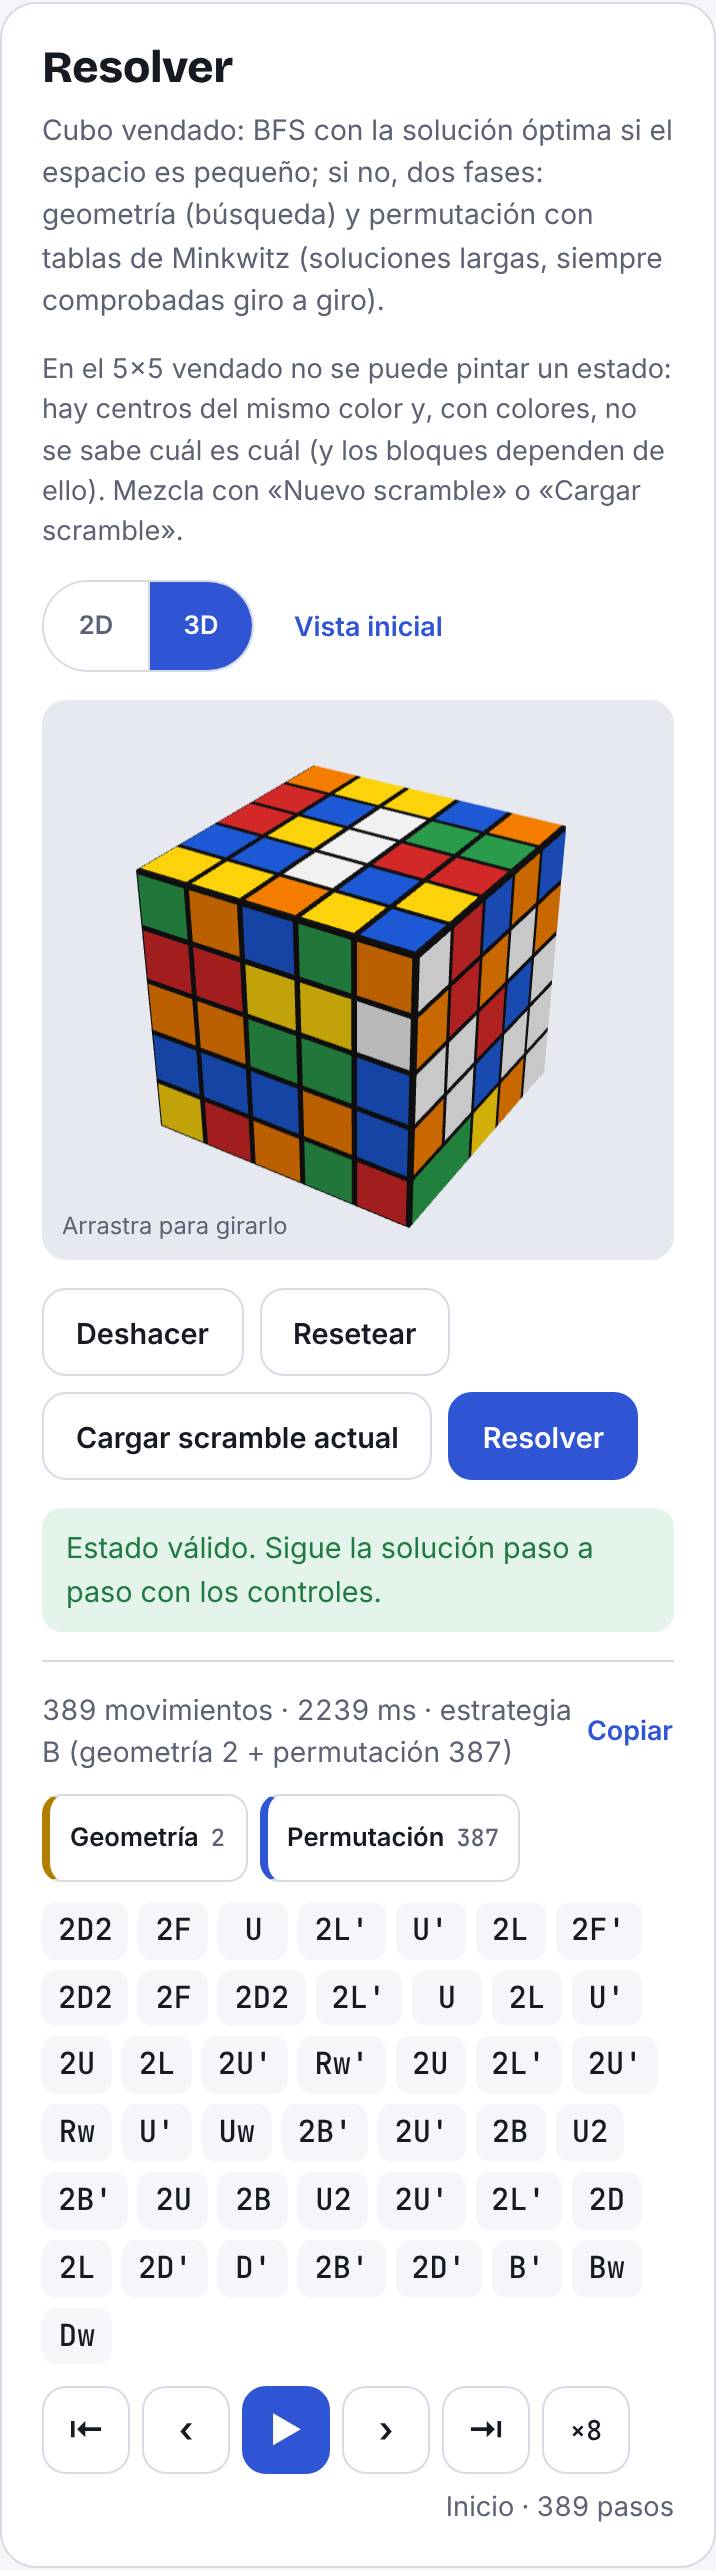 Resolver
Cubo vendado: BFS con la solución óptima si el
espacio es pequeño; si no, dos fases:
geometría (búsqueda) y permutación con
tablas de Minkwitz (soluciones largas, siempre
comprobadas giro a giro).
En el 5×5 vendado no se puede pintar un estado:
hay centros del mismo color y, con colores, no
se sabe cuál es cuál (y los bloques dependen de
ello). Mezcla con «Nuevo scramble» o «Cargar
scramble».
2D 3D Vista inicial
Arrastra para girarlo
Deshacer Resetear
Cargar scramble actual Resolver
Estado válido. Sigue la solución paso a
paso con los controles.
389 movimientos · 2239 ms · estrategia
B (geometría 2 + permutación 387)
Copiar
Geometría 2 Permutación 387
2D2 2F U 2L' U' 2L 2F'
2D2 2F 2D2 2L' U 2L U'
2U 2L 2U' Rw' 2U 2L' 2U'
Rw U' Uw 2B' 2U' 2B U2
2B' 2U 2B U2 2U' 2L' 2D
2L 2D' D' 2B' 2D' B' Bw
Dw
×8
Inicio · 389 pasos